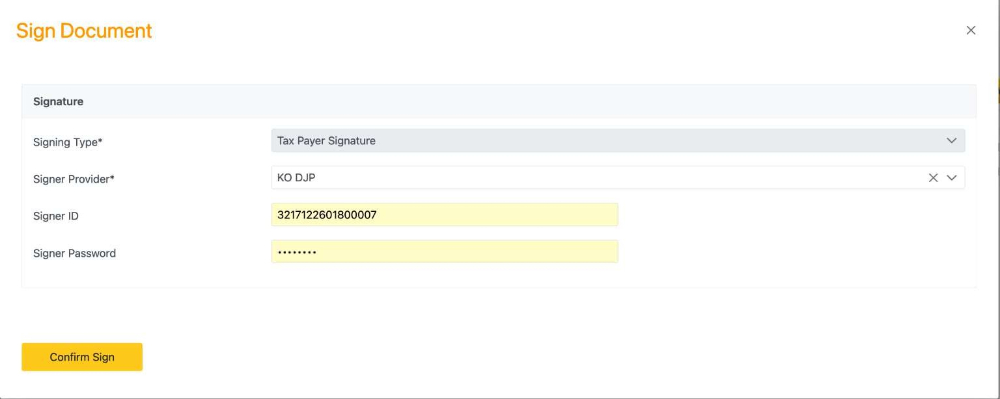 Sign Document
Signature
Signing Type*
Tax Payer Signature
Signer Provider*
KO DJP
Signer ID
3217122601800007
Signer Password
••••••••
Confirm Sign